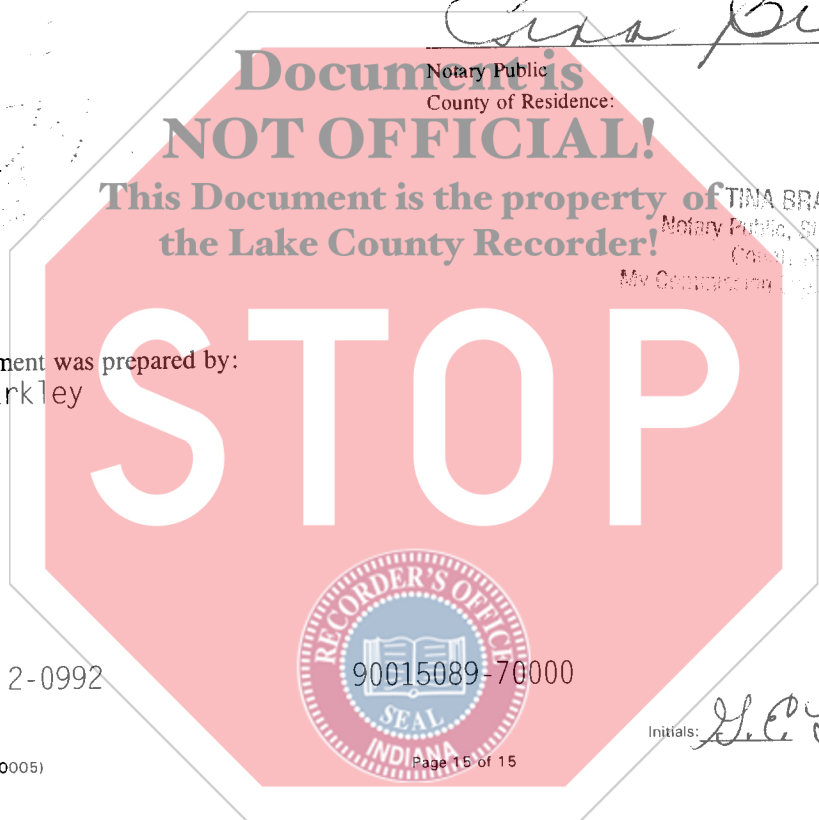 Document is
Notary Public
County of Residence:
NOT OFFICIAL!
This Document is the property of
TINA BRA
the Lake County Recorder!
Notary Public, S
My Commission
ment was prepared by:
rkley
STOP
RECORDER'S OFFICE
2-0992
90015089-70000
SEAL
INDIANA
Initials: G.E.
0005)
Page 15 of 15